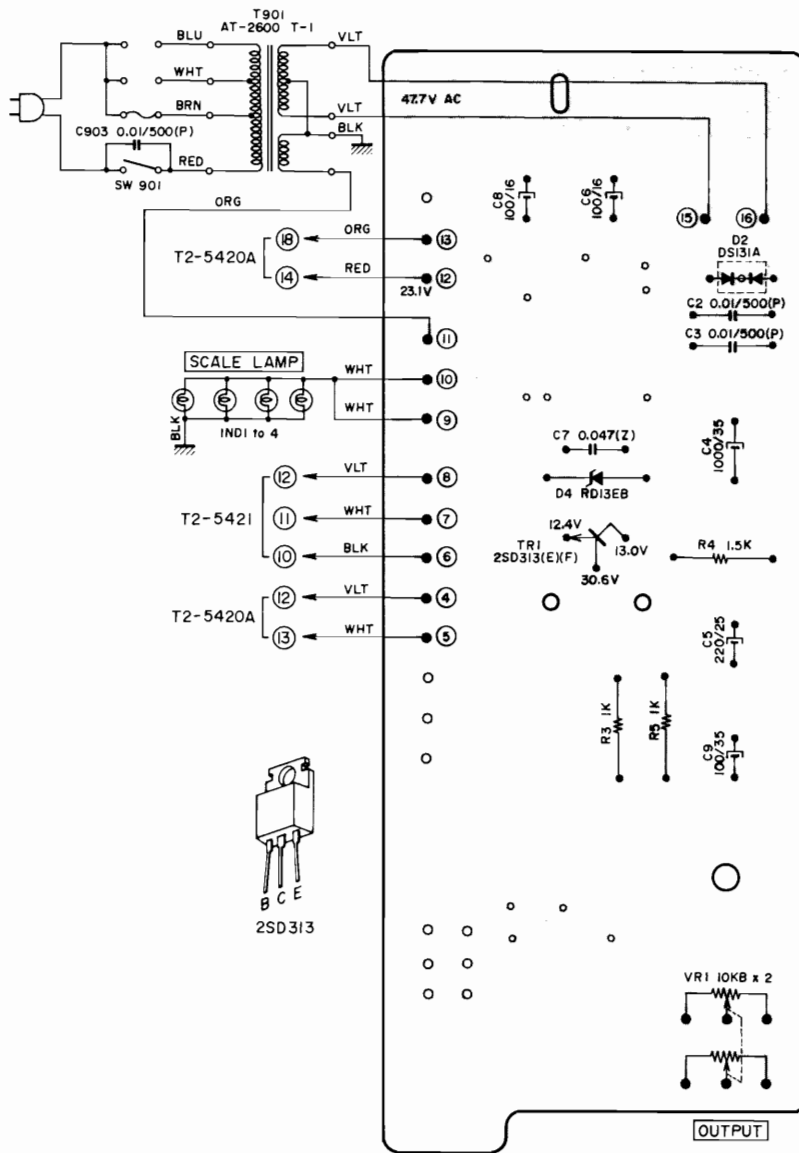 T901
AT-2600 T-1
BLU
VLT
WHT
BRN
VLT
47.7V AC
C903 0.01/500(P)
BLK
RED
SW 901
ORG
C8
100/16
C6
100/16
15
16
ORG
18
13
D2
DS131A
T2-5420A
RED
14
12
23.1V
C2 0.01/500(P)
C3 0.01/500(P)
11
SCALE LAMP
WHT
10
WHT
9
BLK
IND1 to 4
C7 0.047(Z)
C4
1000/35
VLT
12
8
D4 RD13EB
T2-5421
WHT
11
7
12.4V
TR1
2SD313(E)(F)
13.0V
30.6V
R4 1.5K
BLK
10
6
VLT
12
4
T2-5420A
WHT
13
5
C5
220/25
R3 1K
R5 1K
C9
100/35
B C E
2SD313
VR1 10KB x 2
OUTPUT